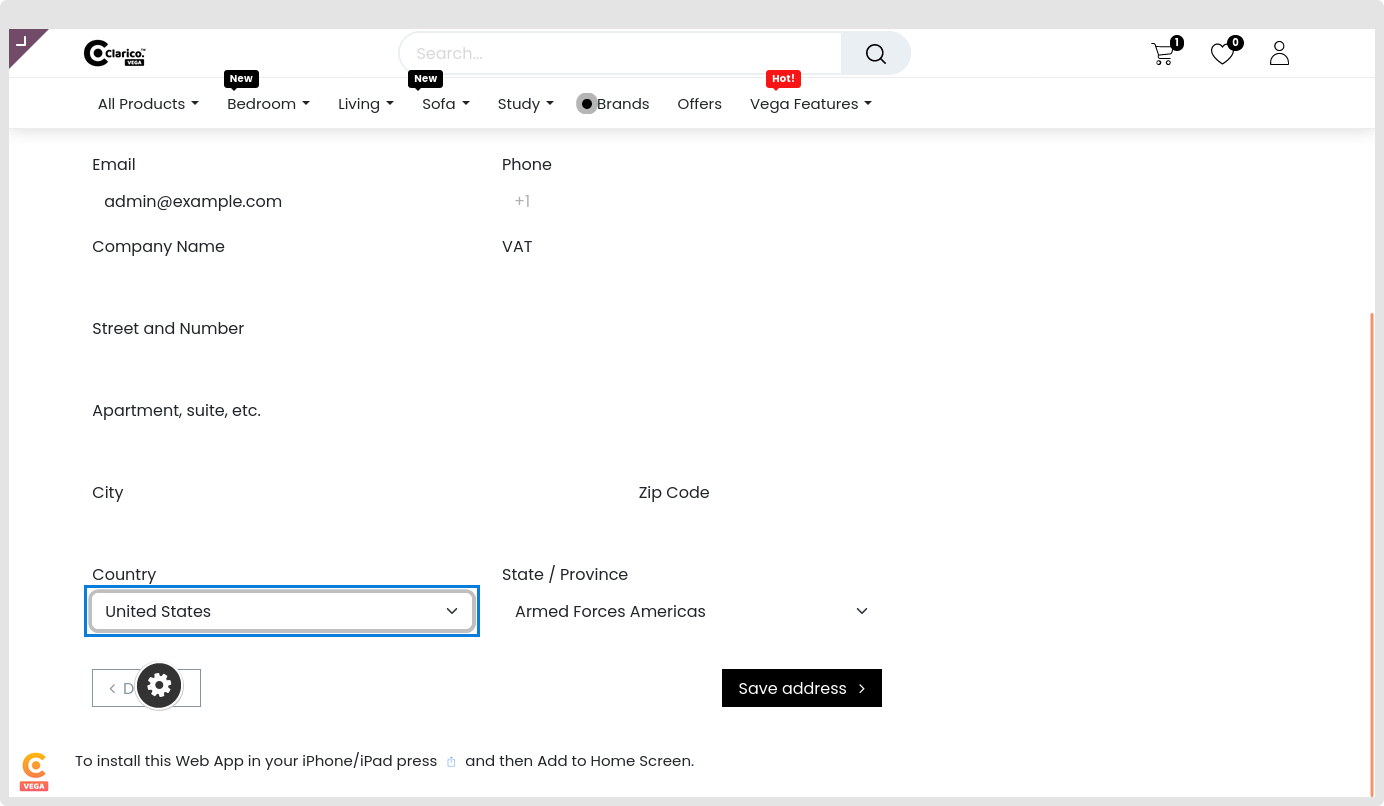 Clarico.
VEGA
Search...
1
0
New
New
Hot!
All Products
Bedroom
Living
Sofa
Study
Brands
Offers
Vega Features
Email
Phone
admin@example.com
+1
Company Name
VAT
Street and Number
Apartment, suite, etc.
City
Zip Code
Country
State / Province
United States
Armed Forces Americas
Save address
To install this Web App in your iPhone/iPad press and then Add to Home Screen.
VEGA